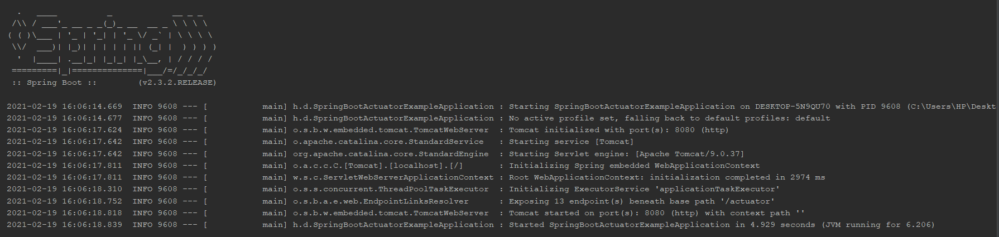 .   ____          _            __ _ _
 /\\ / ___'_ __ _ _(_)_ __  __ _ \ \ \ \
( ( )\___ | '_ | '_| | '_ \/ _` | \ \ \ \
 \\/  ___)| |_)| | | | | || (_| |  ) ) ) )
  '  |____| .__|_| |_|_| |_\__, | / / / /
 =========|_|==============|___/=/_/_/_/
 :: Spring Boot ::        (v2.3.2.RELEASE)
2021-02-19 16:06:14.669  INFO 9608 --- [           main] h.d.SpringBootActuatorExampleApplication : Starting SpringBootActuatorExampleApplication on DESKTOP-5N9QU70 with PID 9608 (C:\Users\HP\Deskt
2021-02-19 16:06:14.677  INFO 9608 --- [           main] h.d.SpringBootActuatorExampleApplication : No active profile set, falling back to default profiles: default
2021-02-19 16:06:17.624  INFO 9608 --- [           main] o.s.b.w.embedded.tomcat.TomcatWebServer  : Tomcat initialized with port(s): 8080 (http)
2021-02-19 16:06:17.642  INFO 9608 --- [           main] o.apache.catalina.core.StandardService   : Starting service [Tomcat]
2021-02-19 16:06:17.642  INFO 9608 --- [           main] org.apache.catalina.core.StandardEngine  : Starting Servlet engine: [Apache Tomcat/9.0.37]
2021-02-19 16:06:17.811  INFO 9608 --- [           main] o.a.c.c.C.[Tomcat].[localhost].[/]       : Initializing Spring embedded WebApplicationContext
2021-02-19 16:06:17.811  INFO 9608 --- [           main] w.s.c.ServletWebServerApplicationContext : Root WebApplicationContext: initialization completed in 2974 ms
2021-02-19 16:06:18.310  INFO 9608 --- [           main] o.s.s.concurrent.ThreadPoolTaskExecutor  : Initializing ExecutorService 'applicationTaskExecutor'
2021-02-19 16:06:18.752  INFO 9608 --- [           main] o.s.b.a.e.web.EndpointLinksResolver      : Exposing 13 endpoint(s) beneath base path '/actuator'
2021-02-19 16:06:18.818  INFO 9608 --- [           main] o.s.b.w.embedded.tomcat.TomcatWebServer  : Tomcat started on port(s): 8080 (http) with context path ''
2021-02-19 16:06:18.839  INFO 9608 --- [           main] h.d.SpringBootActuatorExampleApplication : Started SpringBootActuatorExampleApplication in 4.929 seconds (JVM running for 6.206)